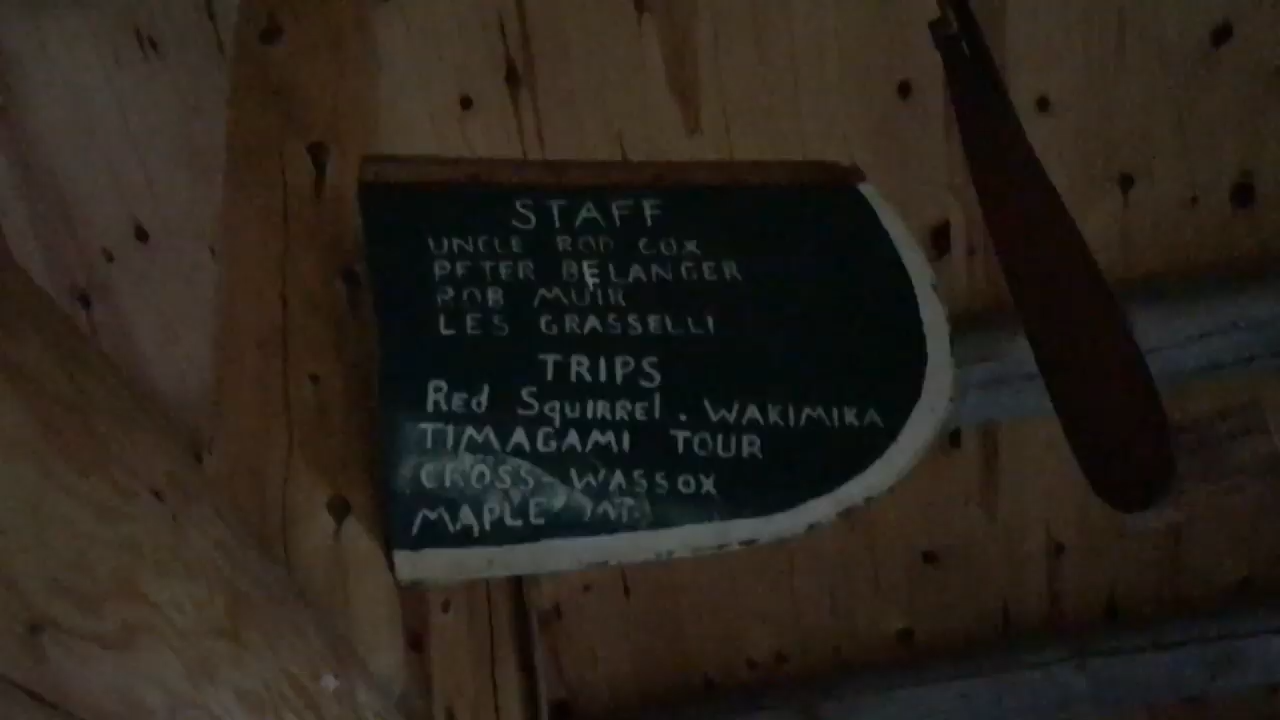 STAFF
UNCLE ROD COX
PETER BELANGER
ROB MUIR
LES GRASSELLI
TRIPS
Red SquiRRel . WAKIMIKA
TIMAGAMI TOUR
CROSS - WASSOX
MAPLE MT.